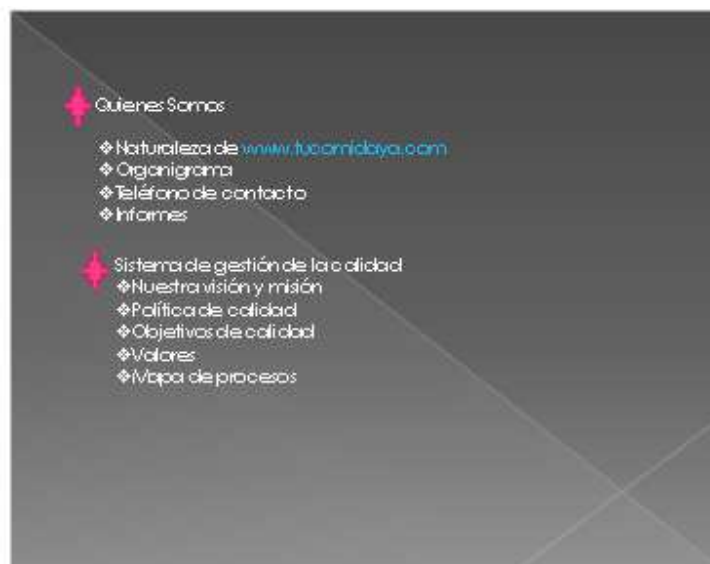 Quienes Somos
❖Naturaleza de www.tucomidaya.com
❖Organigrama
❖Teléfono de contacto
❖Informes
Sistema de gestión de la calidad
❖Nuestra visión y misión
❖Política de calidad
❖Objetivos de calidad
❖Valores
❖Mapa de procesos